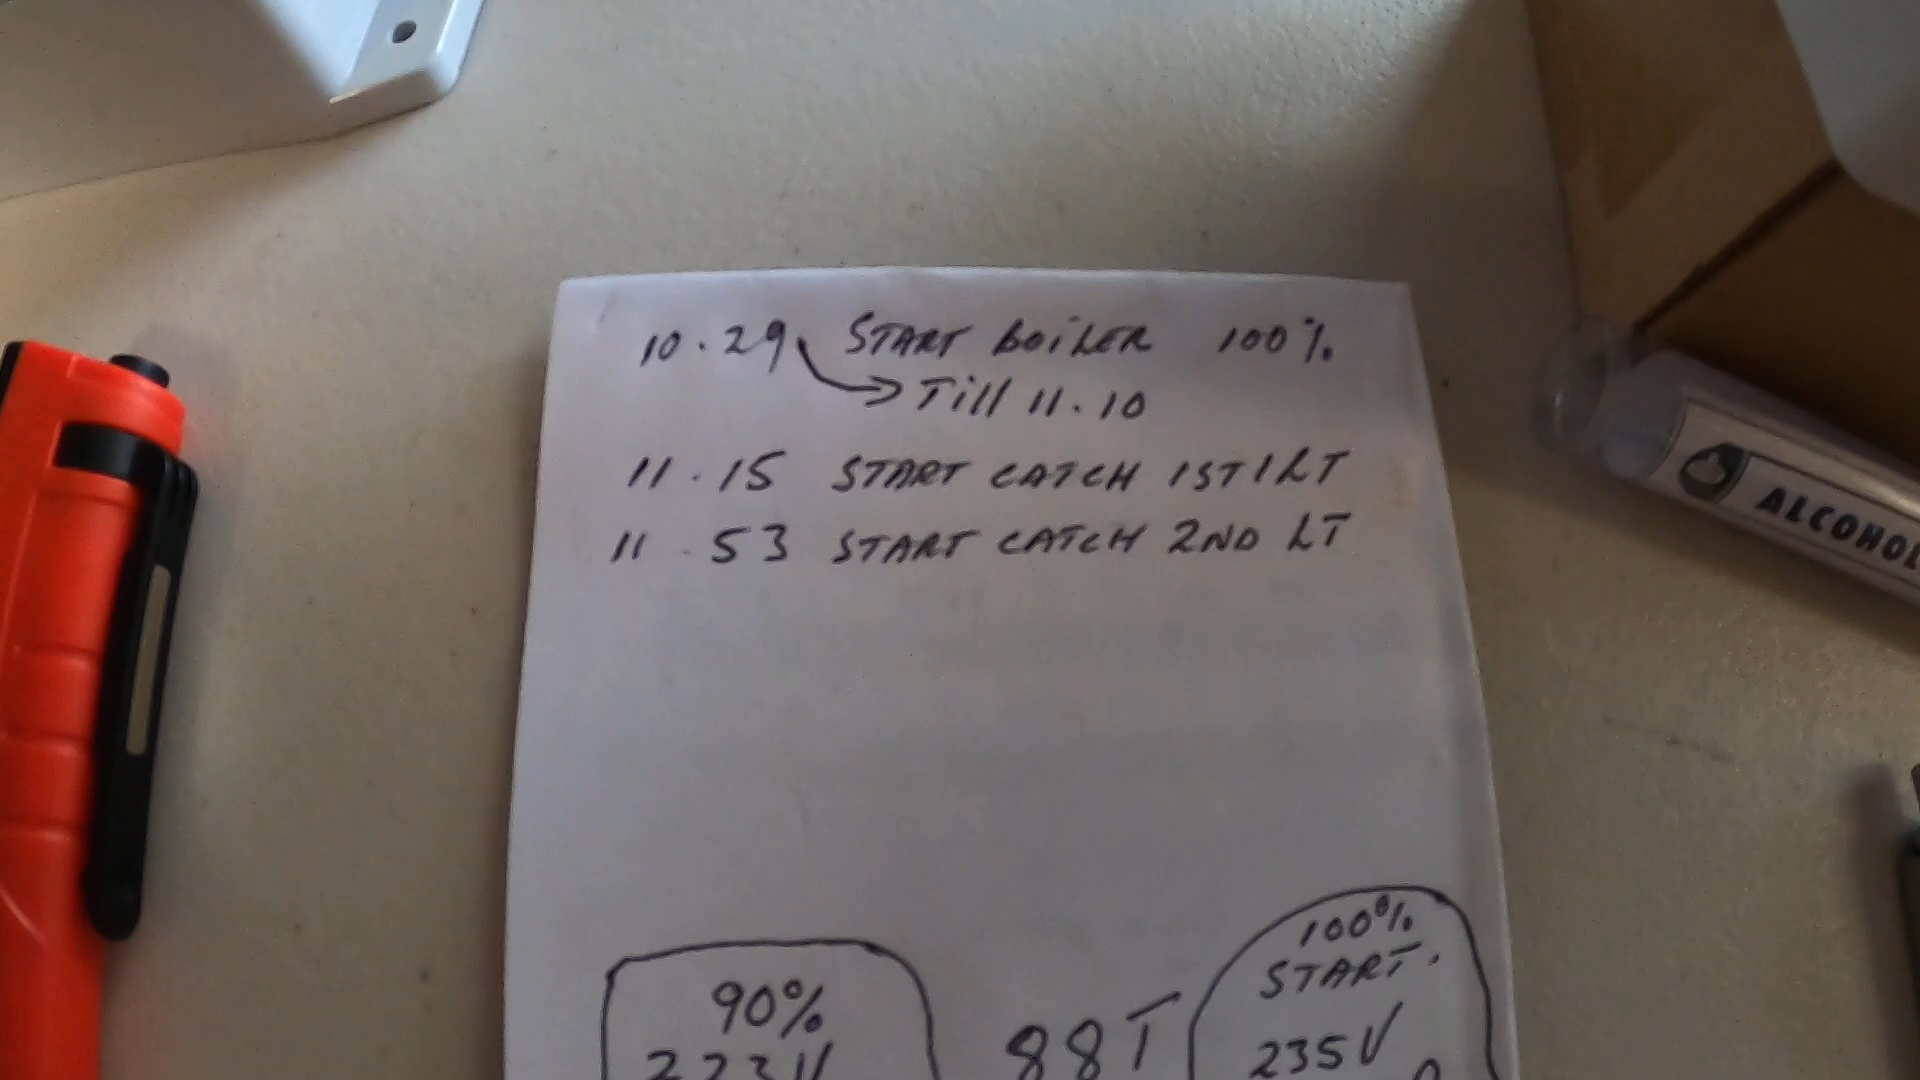 10.29 START BOILER 100%
Till 11.10
11.15 START CATCH 1ST 1LT
11.53 START CATCH 2ND LT
ALCOHOL
100%
START.
90%
235V
88T
223V